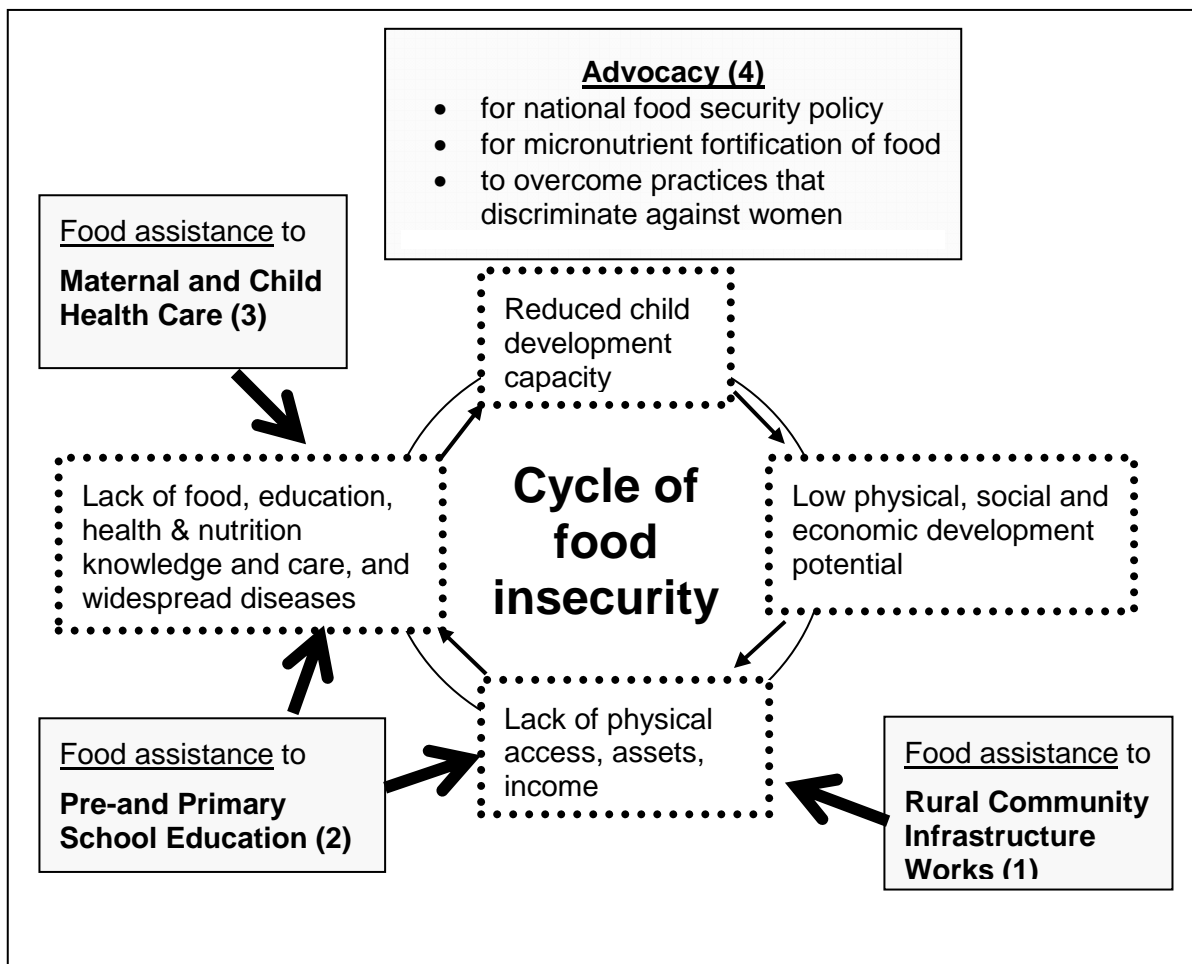 Advocacy (4)
• for national food security policy
• for micronutrient fortification of food
• to overcome practices that
discriminate against women
Food assistance to
Maternal and Child
Health Care (3)
Reduced child
development
capacity
Lack of food, education,
health & nutrition
knowledge and care, and
widespread diseases
Cycle of
food
insecurity
Low physical, social and
economic development
potential
Food assistance to
Pre-and Primary
School Education (2)
Lack of physical
access, assets,
income
Food assistance to
Rural Community
Infrastructure
Works (1)